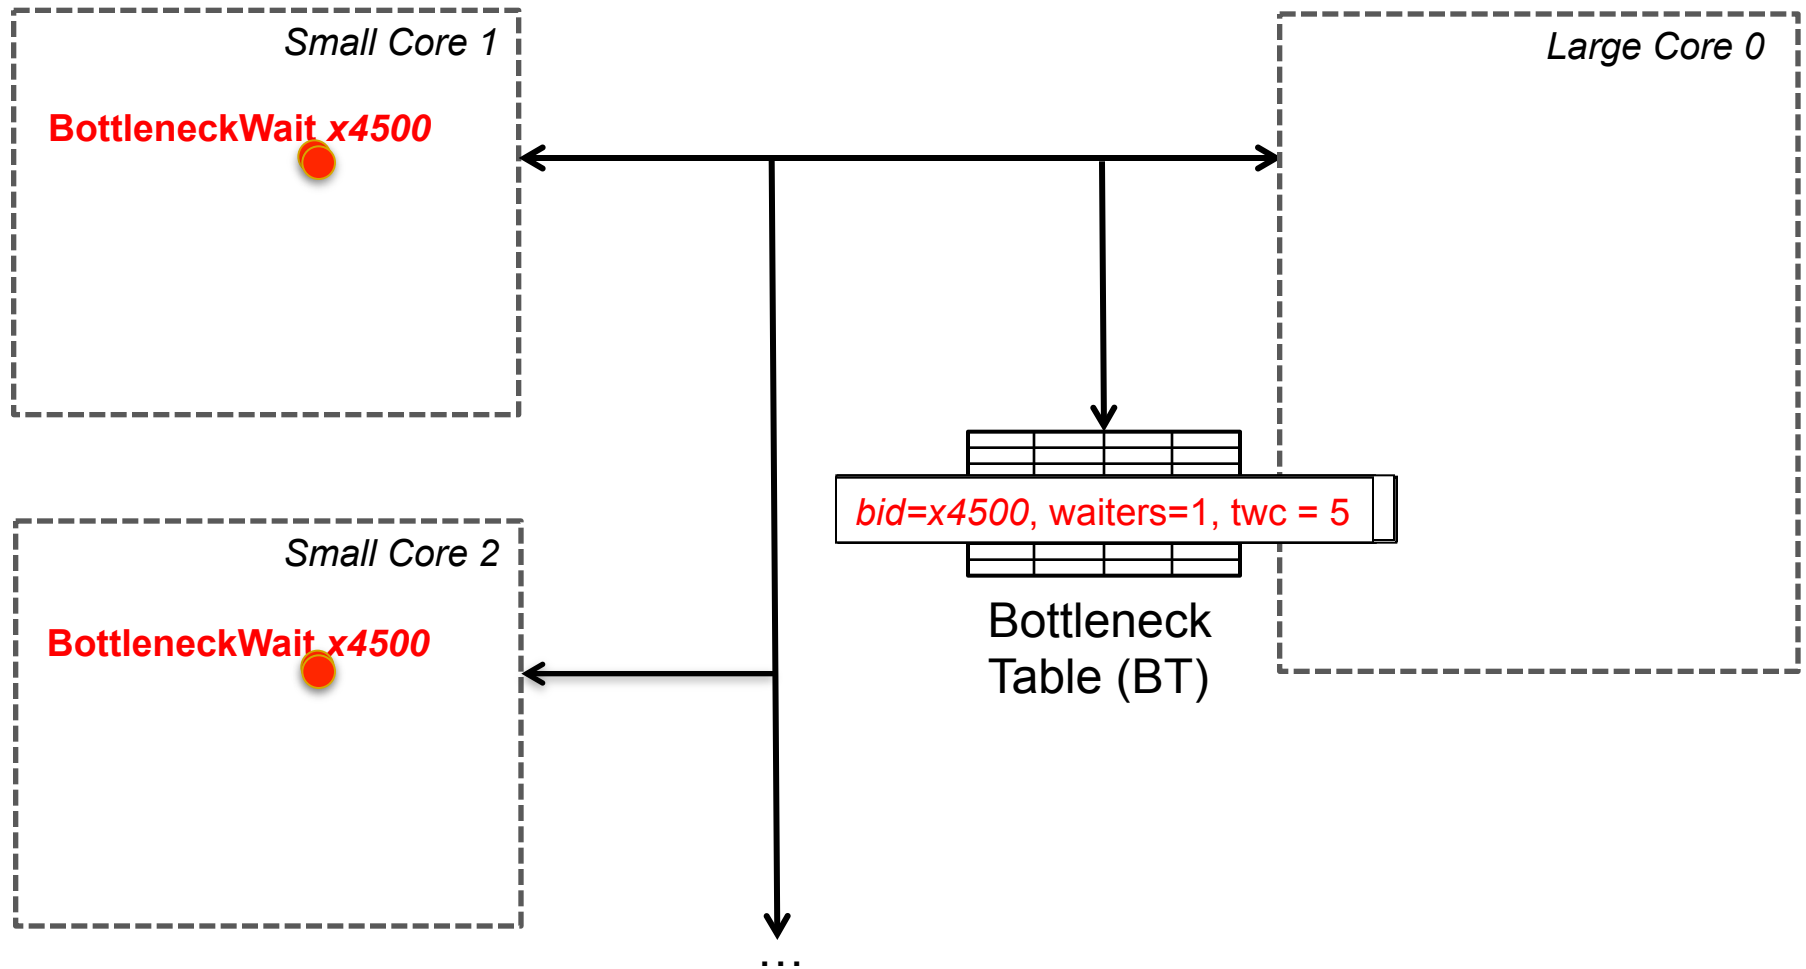 Small Core 1
Large Core 0
BottleneckWait x4500
bid=x4500, waiters=1, twc = 5
Small Core 2
Bottleneck
Table (BT)
BottleneckWait x4500
...